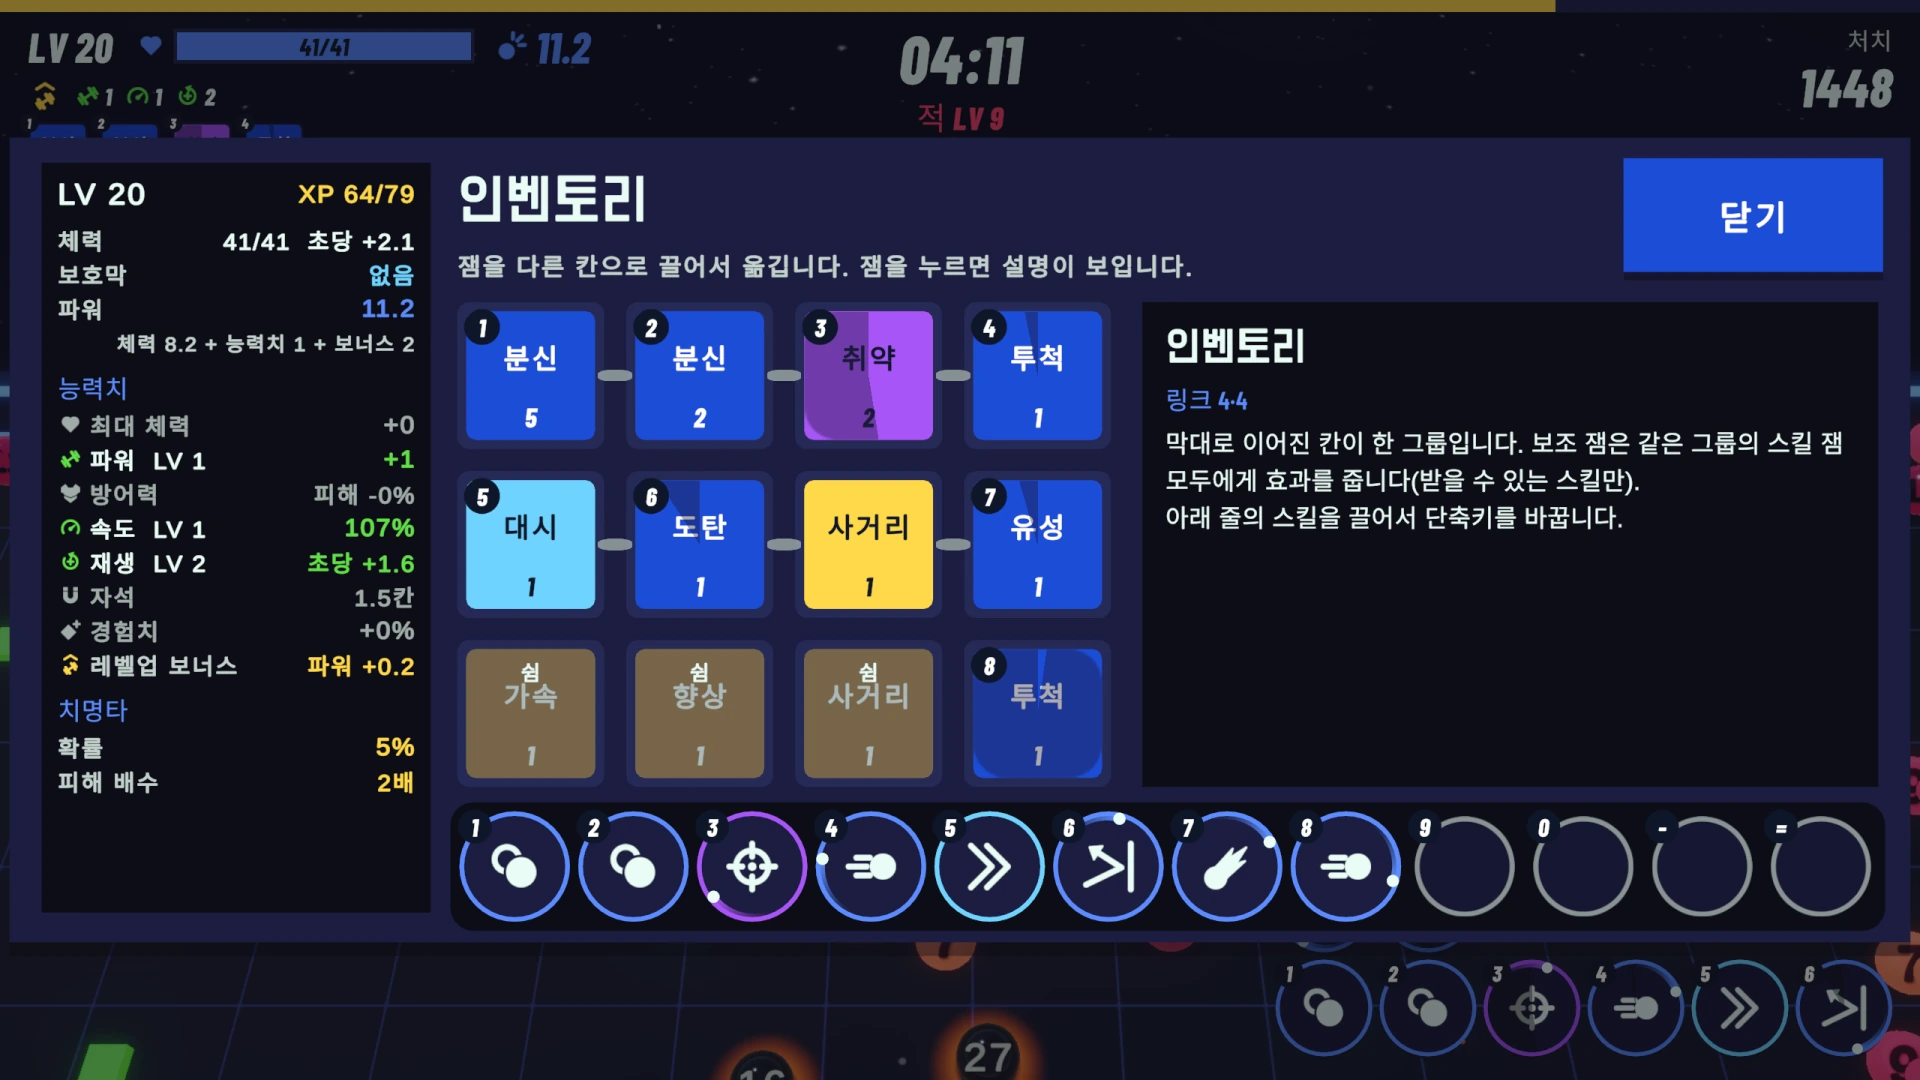 LV 20 41/41 11.2
04:11
처치
1448
1 1 2
적 LV 9
1 2 3 4
LV 20 XP 64/79
체력 41/41 초당 +2.1
보호막 없음
파워 11.2
체력 8.2 + 능력치 1 + 보너스 2
능력치
최대 체력 +0
파워 LV 1 +1
방어력 피해 -0%
속도 LV 1 107%
재생 LV 2 초당 +1.6
자석 1.5칸
경험치 +0%
레벨업 보너스 파워 +0.2
치명타
확률 5%
피해 배수 2배
인벤토리
닫기
잼을 다른 칸으로 끌어서 옮깁니다. 잼을 누르면 설명이 보입니다.
1 2 3 4
분신 분신 취약 투척
5 2 2 1
5 6 7
대시 도탄 사거리 유성
1 1 1 1
쉼 쉼 쉼 8
가속 향상 사거리 투척
1 1 1 1
인벤토리
링크 4·4
막대로 이어진 칸이 한 그룹입니다. 보조 잼은 같은 그룹의 스킬 잼
모두에게 효과를 줍니다(받을 수 있는 스킬만).
아래 줄의 스킬을 끌어서 단축키를 바꿉니다.
1 2 3 4 5 6 7 8 9 0 - =
1 2 3 4 5 6
27